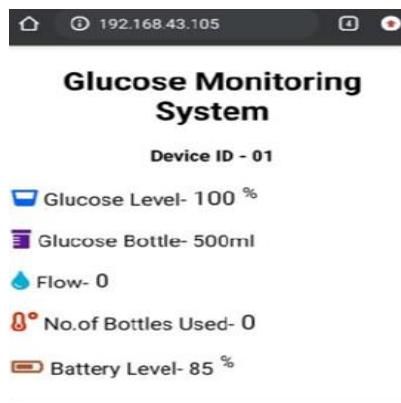 192.168.43.105
4
Glucose Monitoring
System
Device ID - 01
Glucose Level- 100 %
Glucose Bottle- 500ml
Flow- 0
No.of Bottles Used- 0
Battery Level- 85 %